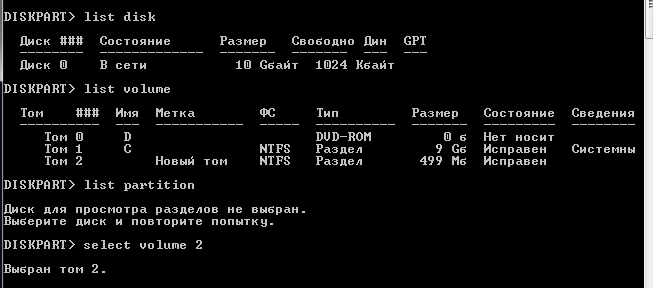 DISKPART> list disk
Диск ### Состояние Размер Свободно Дин GPT
-------- ------------- ------- ------- --- ---
Диск 0 В сети 10 Gбайт 1024 Kбайт
DISKPART> list volume
Том ### Имя Метка ФС Тип Размер Состояние Сведения
---------- --- ----------- ----- ---------- ------- --------- --------
Том 0 D DVD-ROM 0 б Нет носит
Том 1 C NTFS Раздел 9 Gб Исправен Системны
Том 2 Новый том NTFS Раздел 499 Mб Исправен
DISKPART> list partition
Диск для просмотра разделов не выбран.
Выберите диск и повторите попытку.
DISKPART> select volume 2
Выбран том 2.